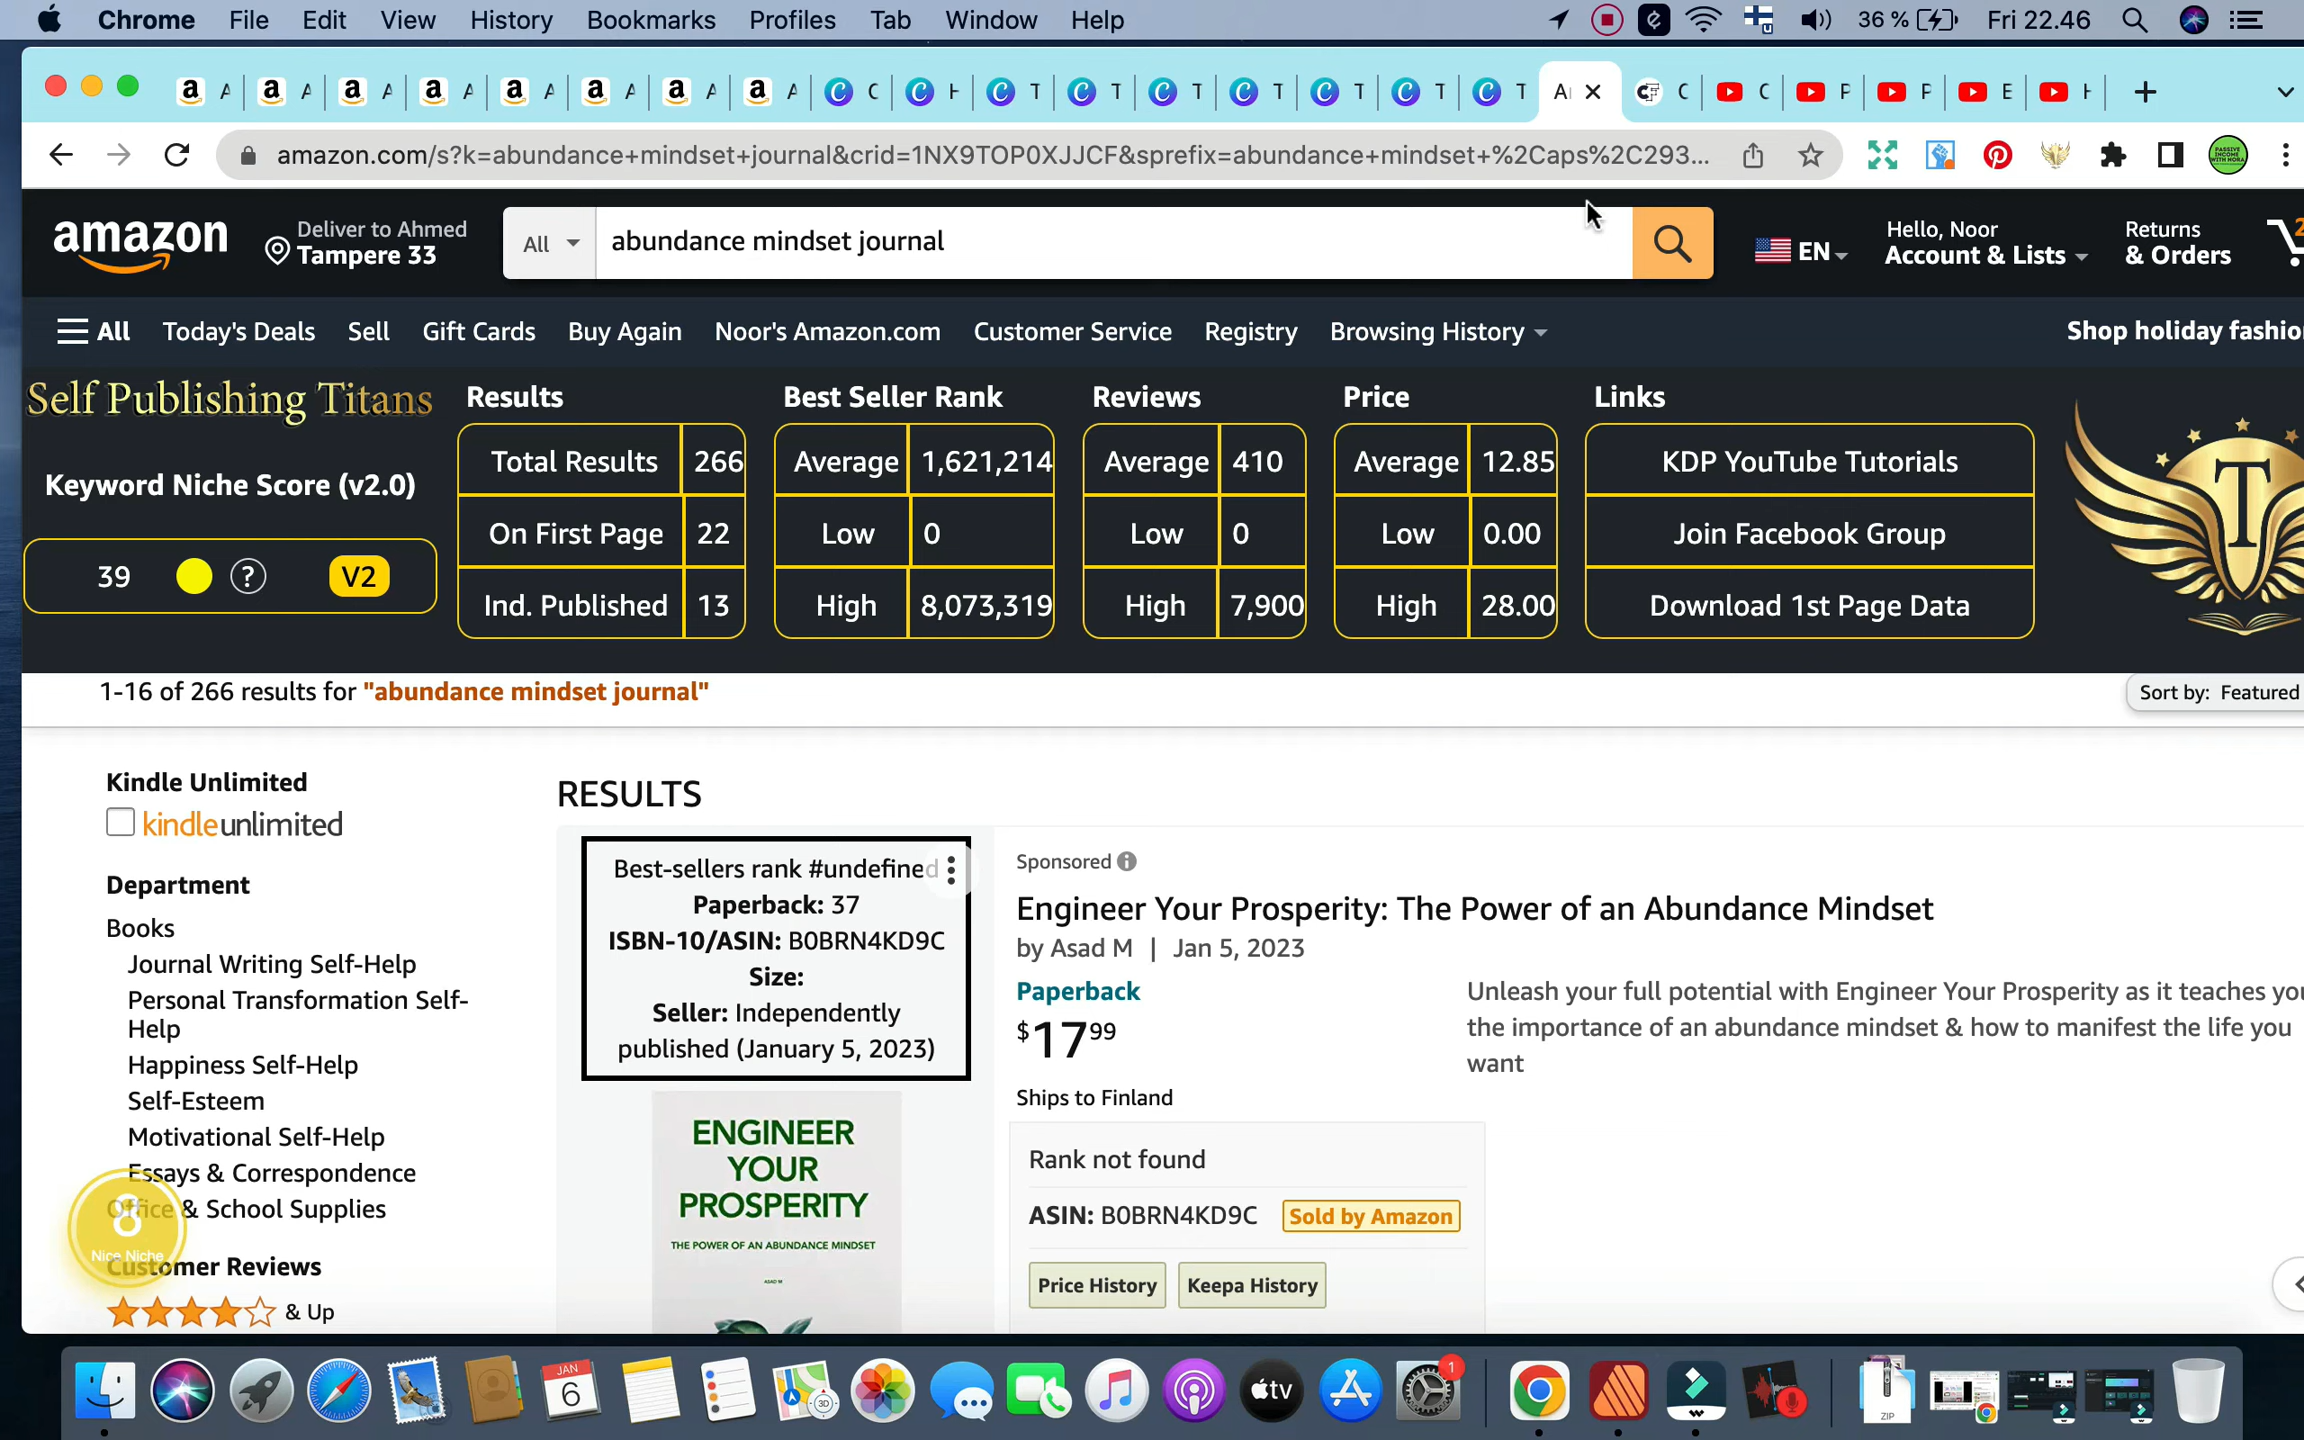 Chrome File Edit View History Bookmarks Profiles Tab Window Help 36 % Fri 22.46
A A A A A A A A C H T T T T T T T A C C P P E H
amazon.com/s?k=abundance+mindset+journal&crid=1NX9TOP0XJJCF&sprefix=abundance+mindset+%2Caps%2C293...
amazon Deliver to Ahmed
Tampere 33
All abundance mindset journal
EN Hello, Noor
Account & Lists
Returns
& Orders
All Today's Deals Sell Gift Cards Buy Again Noor's Amazon.com Customer Service Registry Browsing History Shop holiday fashio
Self Publishing Titans
Keyword Niche Score (v2.0)
39 ? V2
Results
Total Results 266
On First Page 22
Ind. Published 13
Best Seller Rank
Average 1,621,214
Low 0
High 8,073,319
Reviews
Average 410
Low 0
High 7,900
Price
Average 12.85
Low 0.00
High 28.00
Links
KDP YouTube Tutorials
Join Facebook Group
Download 1st Page Data
T
1-16 of 266 results for "abundance mindset journal"
Sort by: Featured
Kindle Unlimited
kindleunlimited
Department
Books
Journal Writing Self-Help
Personal Transformation Self-
Help
Happiness Self-Help
Self-Esteem
Motivational Self-Help
Essays & Correspondence
Office & School Supplies
8
Nice Niche
Customer Reviews
& Up
RESULTS
Best-sellers rank #undefined
Paperback: 37
ISBN-10/ASIN: B0BRN4KD9C
Size:
Seller: Independently
published (January 5, 2023)
ENGINEER
YOUR
PROSPERITY
THE POWER OF AN ABUNDANCE MINDSET
ASAD M
Sponsored
Engineer Your Prosperity: The Power of an Abundance Mindset
by Asad M | Jan 5, 2023
Paperback
$17 99
Ships to Finland
Unleash your full potential with Engineer Your Prosperity as it teaches you
the importance of an abundance mindset & how to manifest the life you
want
Rank not found
ASIN: B0BRN4KD9C Sold by Amazon
Price History Keepa History
JAN
6
3D
tv
1
ZIP